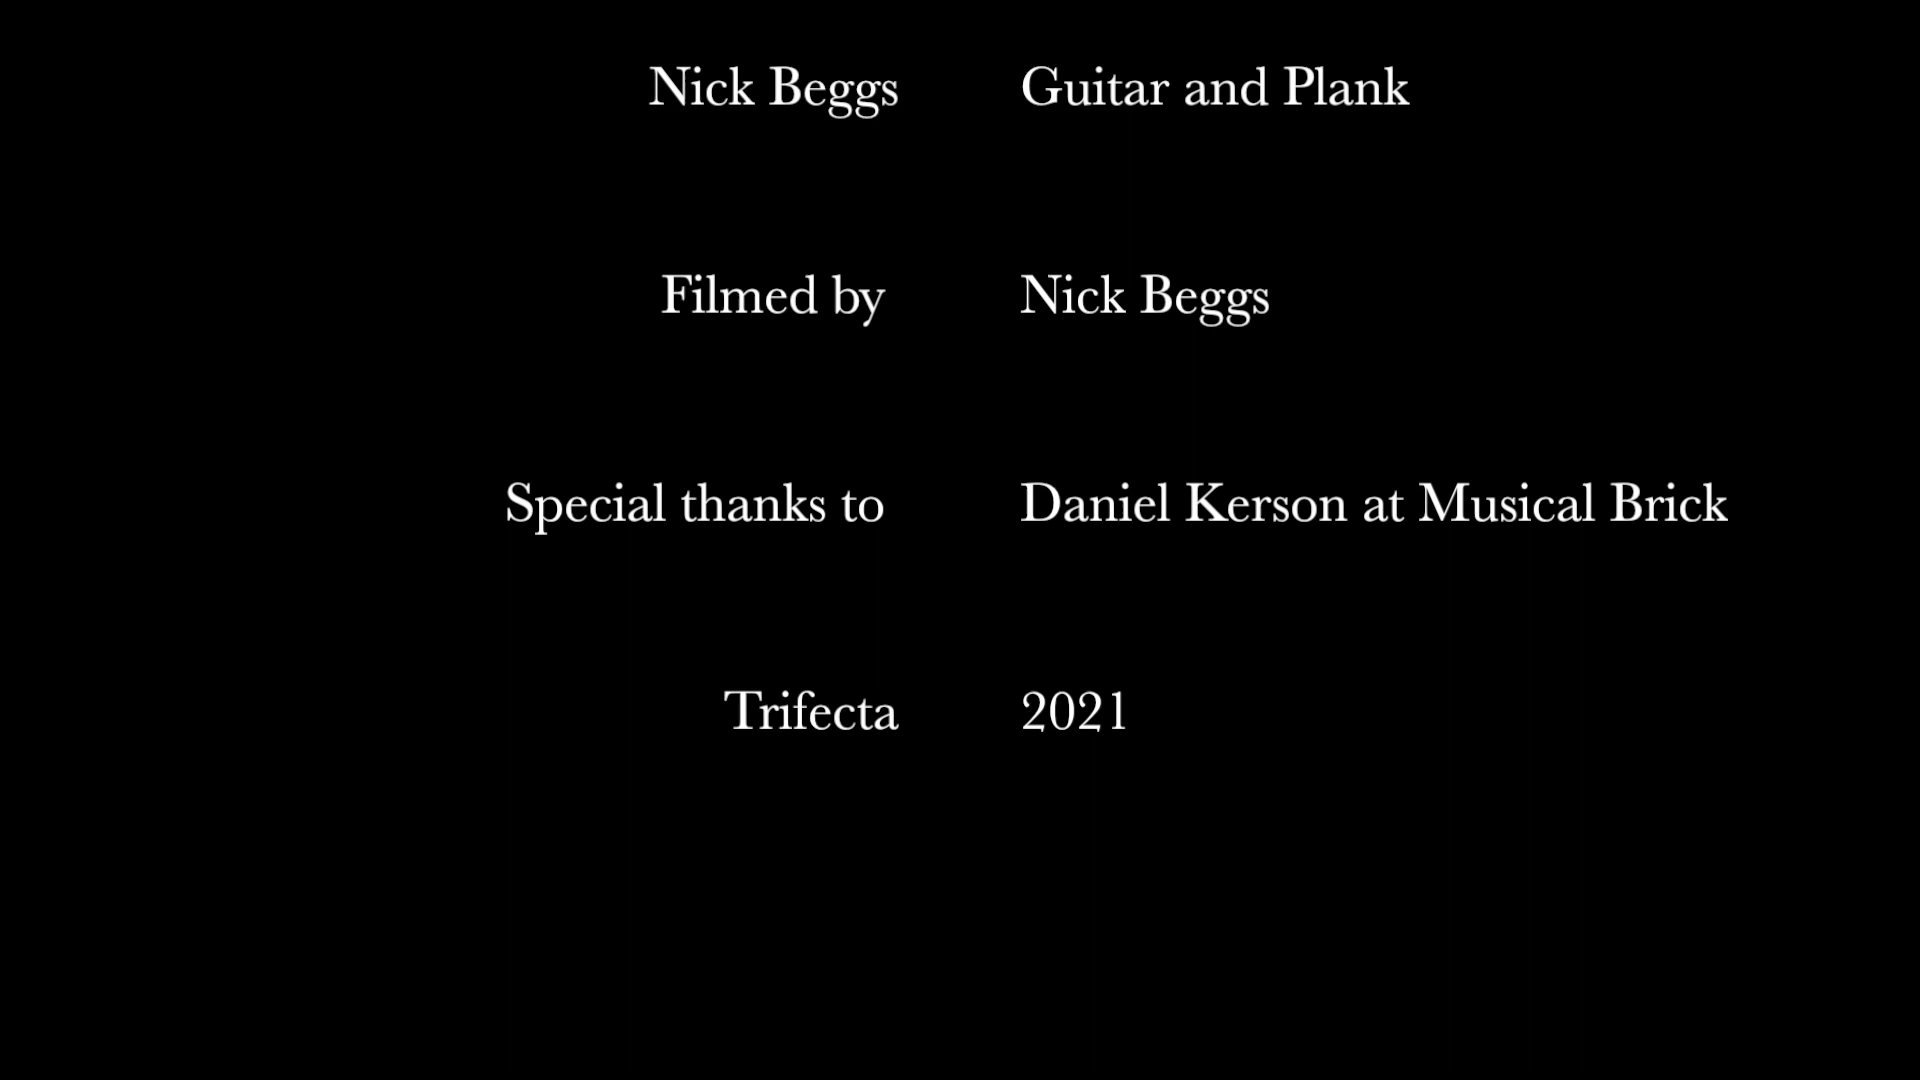 Nick Beggs Guitar and Plank
Filmed by Nick Beggs
Special thanks to Daniel Kerson at Musical Brick
Trifecta 2021